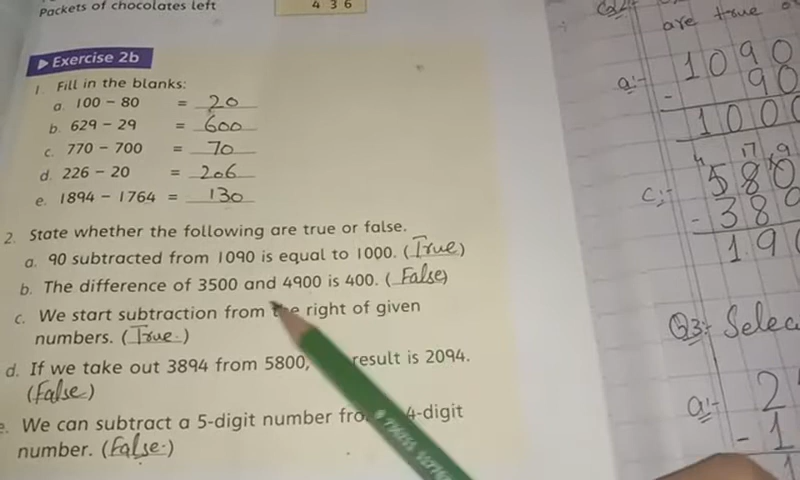 Packets of chocolates left
4 3 6
Exercise 2b
1. Fill in the blanks:
a. 100 – 80 = 20
b. 629 – 29 = 600
c. 770 – 700 = 70
d. 226 – 20 = 206
e. 1894 – 1764 = 130
2. State whether the following are true or false.
a. 90 subtracted from 1090 is equal to 1000. (True)
b. The difference of 3500 and 4900 is 400. (False)
c. We start subtraction from the right of given
numbers. (True.)
d. If we take out 3894 from 5800, result is 2094.
(False)
e. We can subtract a 5-digit number 4-digit
number. (False.)
are true
a:- 1090
- 90
1000
4 17 9
c:- 580
- 380
190
Q3:- Selec
a:- 2
- 1